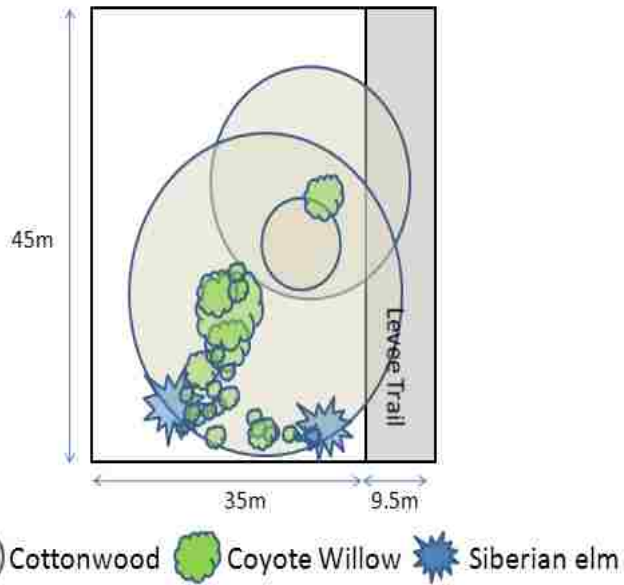 45m
Levee Trail
35m
9.5m
Cottonwood
Coyote Willow
Siberian elm